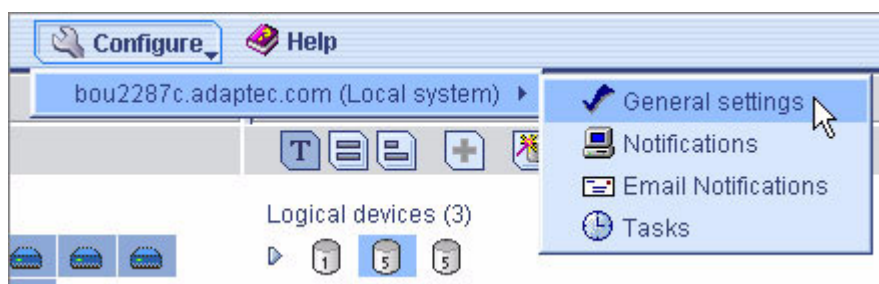 Configure Help
bou2287c.adaptec.com (Local system)
General settings
Notifications
Email Notifications
Tasks
T
Logical devices (3)
1 5 5